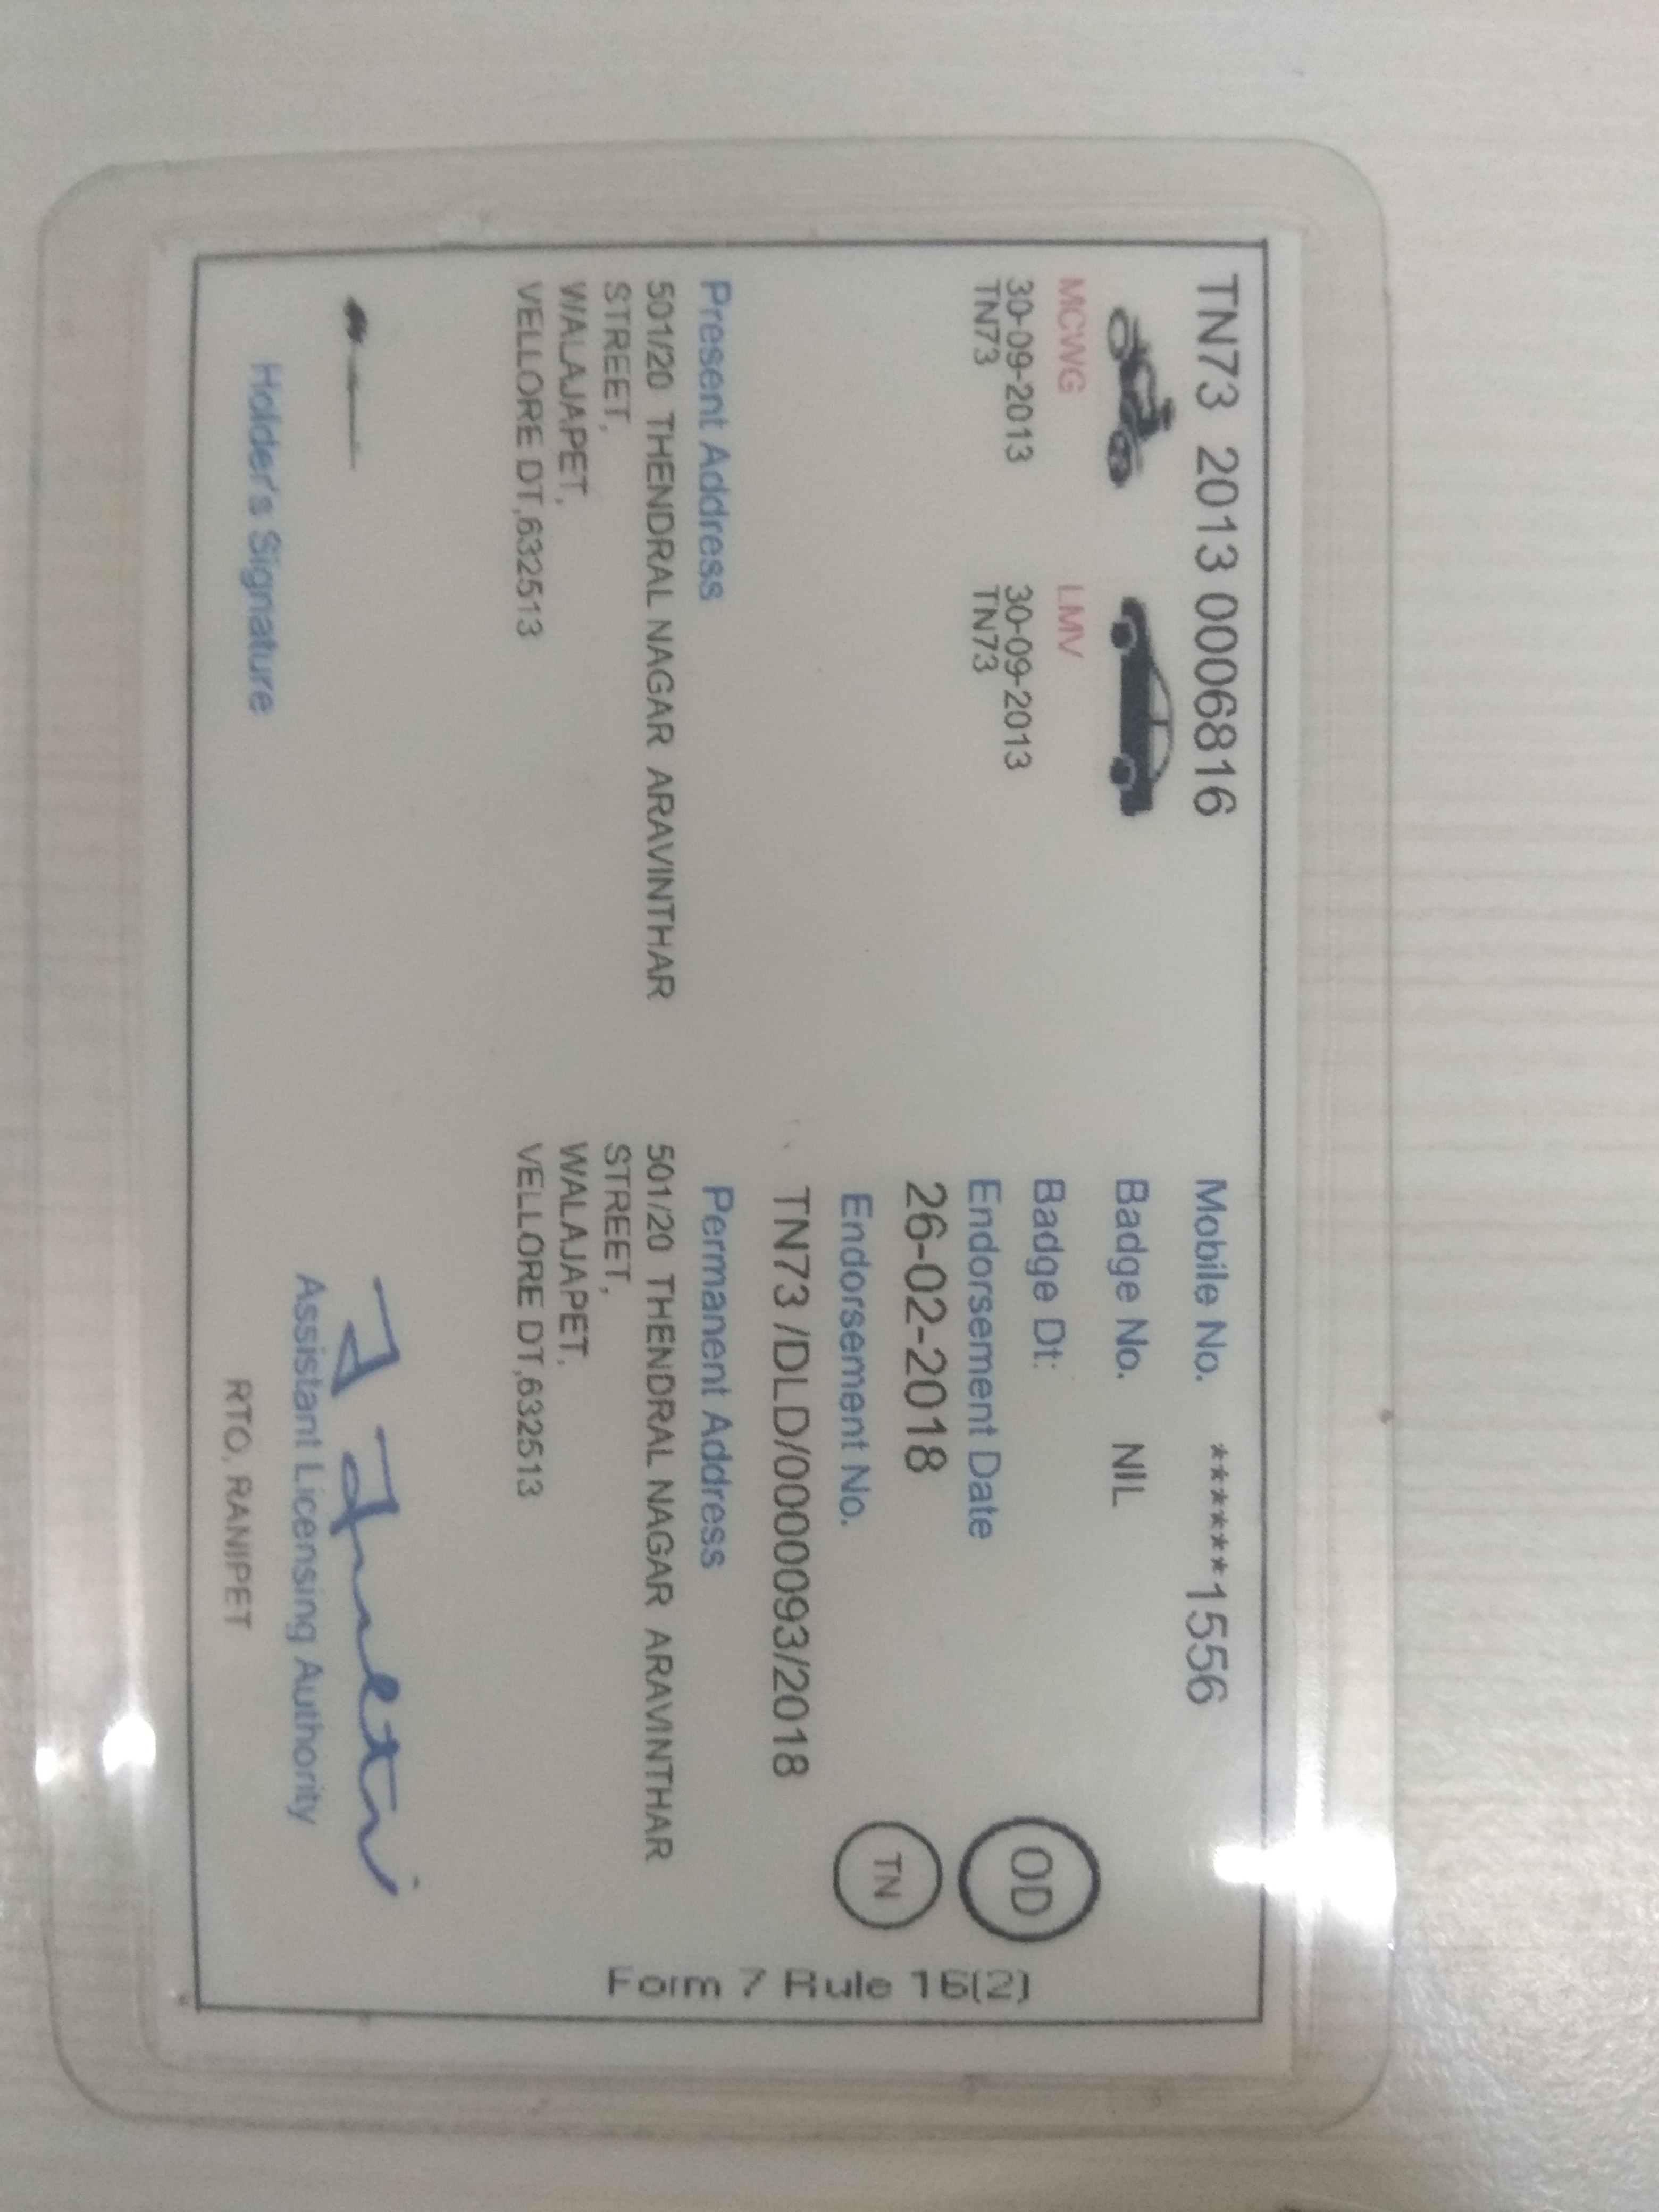 TN73 2013 0006816
Mobile No. ******1556
MCWG
30-09-2013
TN73
LMV
30-09-2013
TN73
Badge No. NIL
Badge Dt:
Endorsement Date
26-02-2018
Endorsement No.
TN73 /DLD/0000093/2018
OD
TN
Present Address
501/20 THENDRAL NAGAR ARAVINTHAR
STREET,
WALAJAPET,
VELLORE DT,632513
Permanent Address
501/20 THENDRAL NAGAR ARAVINTHAR
STREET,
WALAJAPET,
VELLORE DT,632513
Holder's Signature
Assistant Licensing Authority
RTO, RANIPET
Form 7 Rule 16(2)